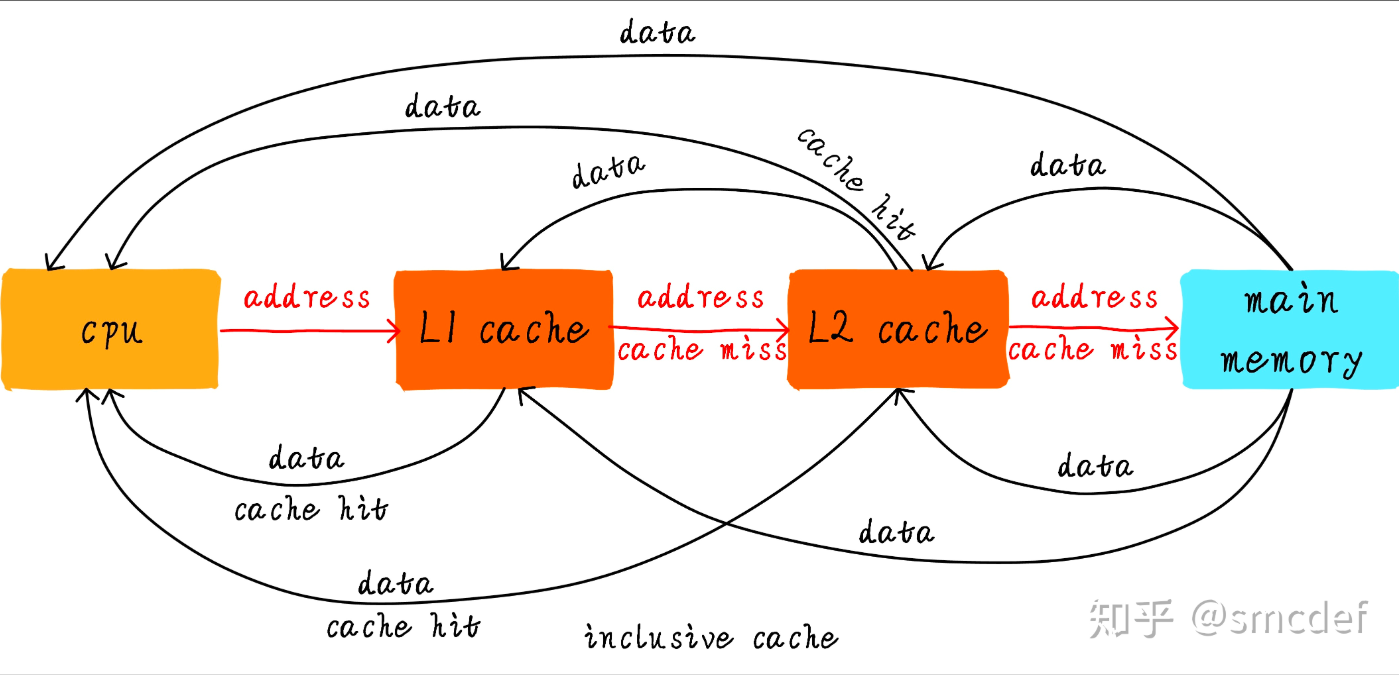 data
data
cache hit
data
data
cpu
address
L1 cache
address
cache miss
L2 cache
address
cache miss
main
memory
data
cache hit
data
data
data
cache hit
inclusive cache
知乎 @smcdef